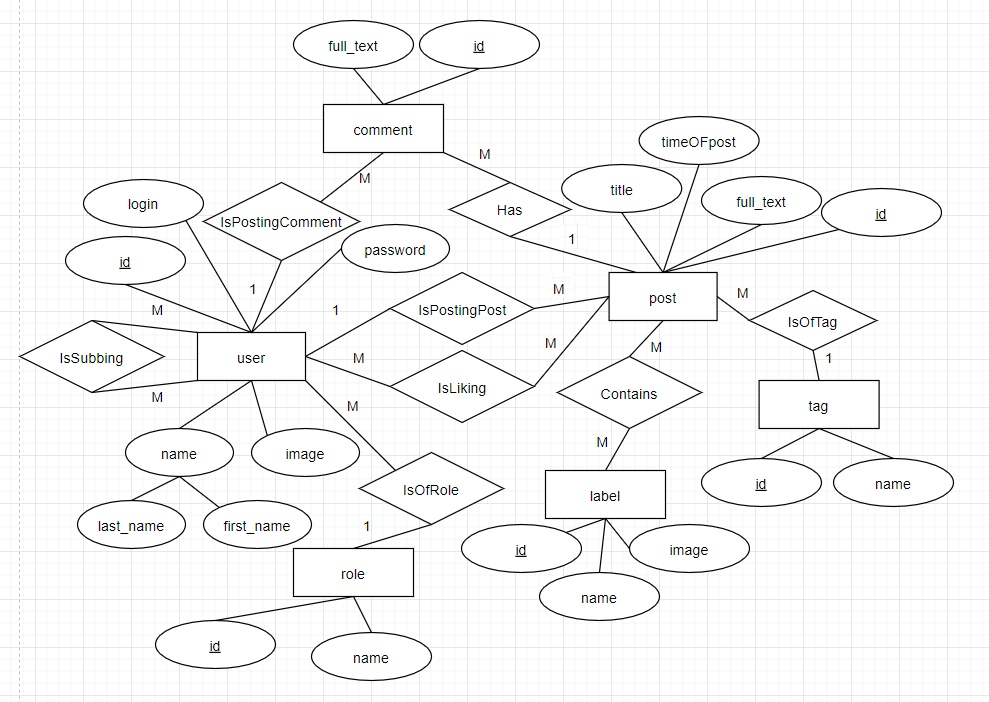 full_text
id
comment
timeOFpost
M
M
title
login
IsPostingComment
Has
full_text
id
1
password
id
1
M
M
post
M
1
IsPostingPost
IsOfTag
M
M
1
IsSubbing
user
M
IsLiking
Contains
M
M
tag
M
name
image
id
name
IsOfRole
label
last_name
first_name
1
id
image
role
name
id
name